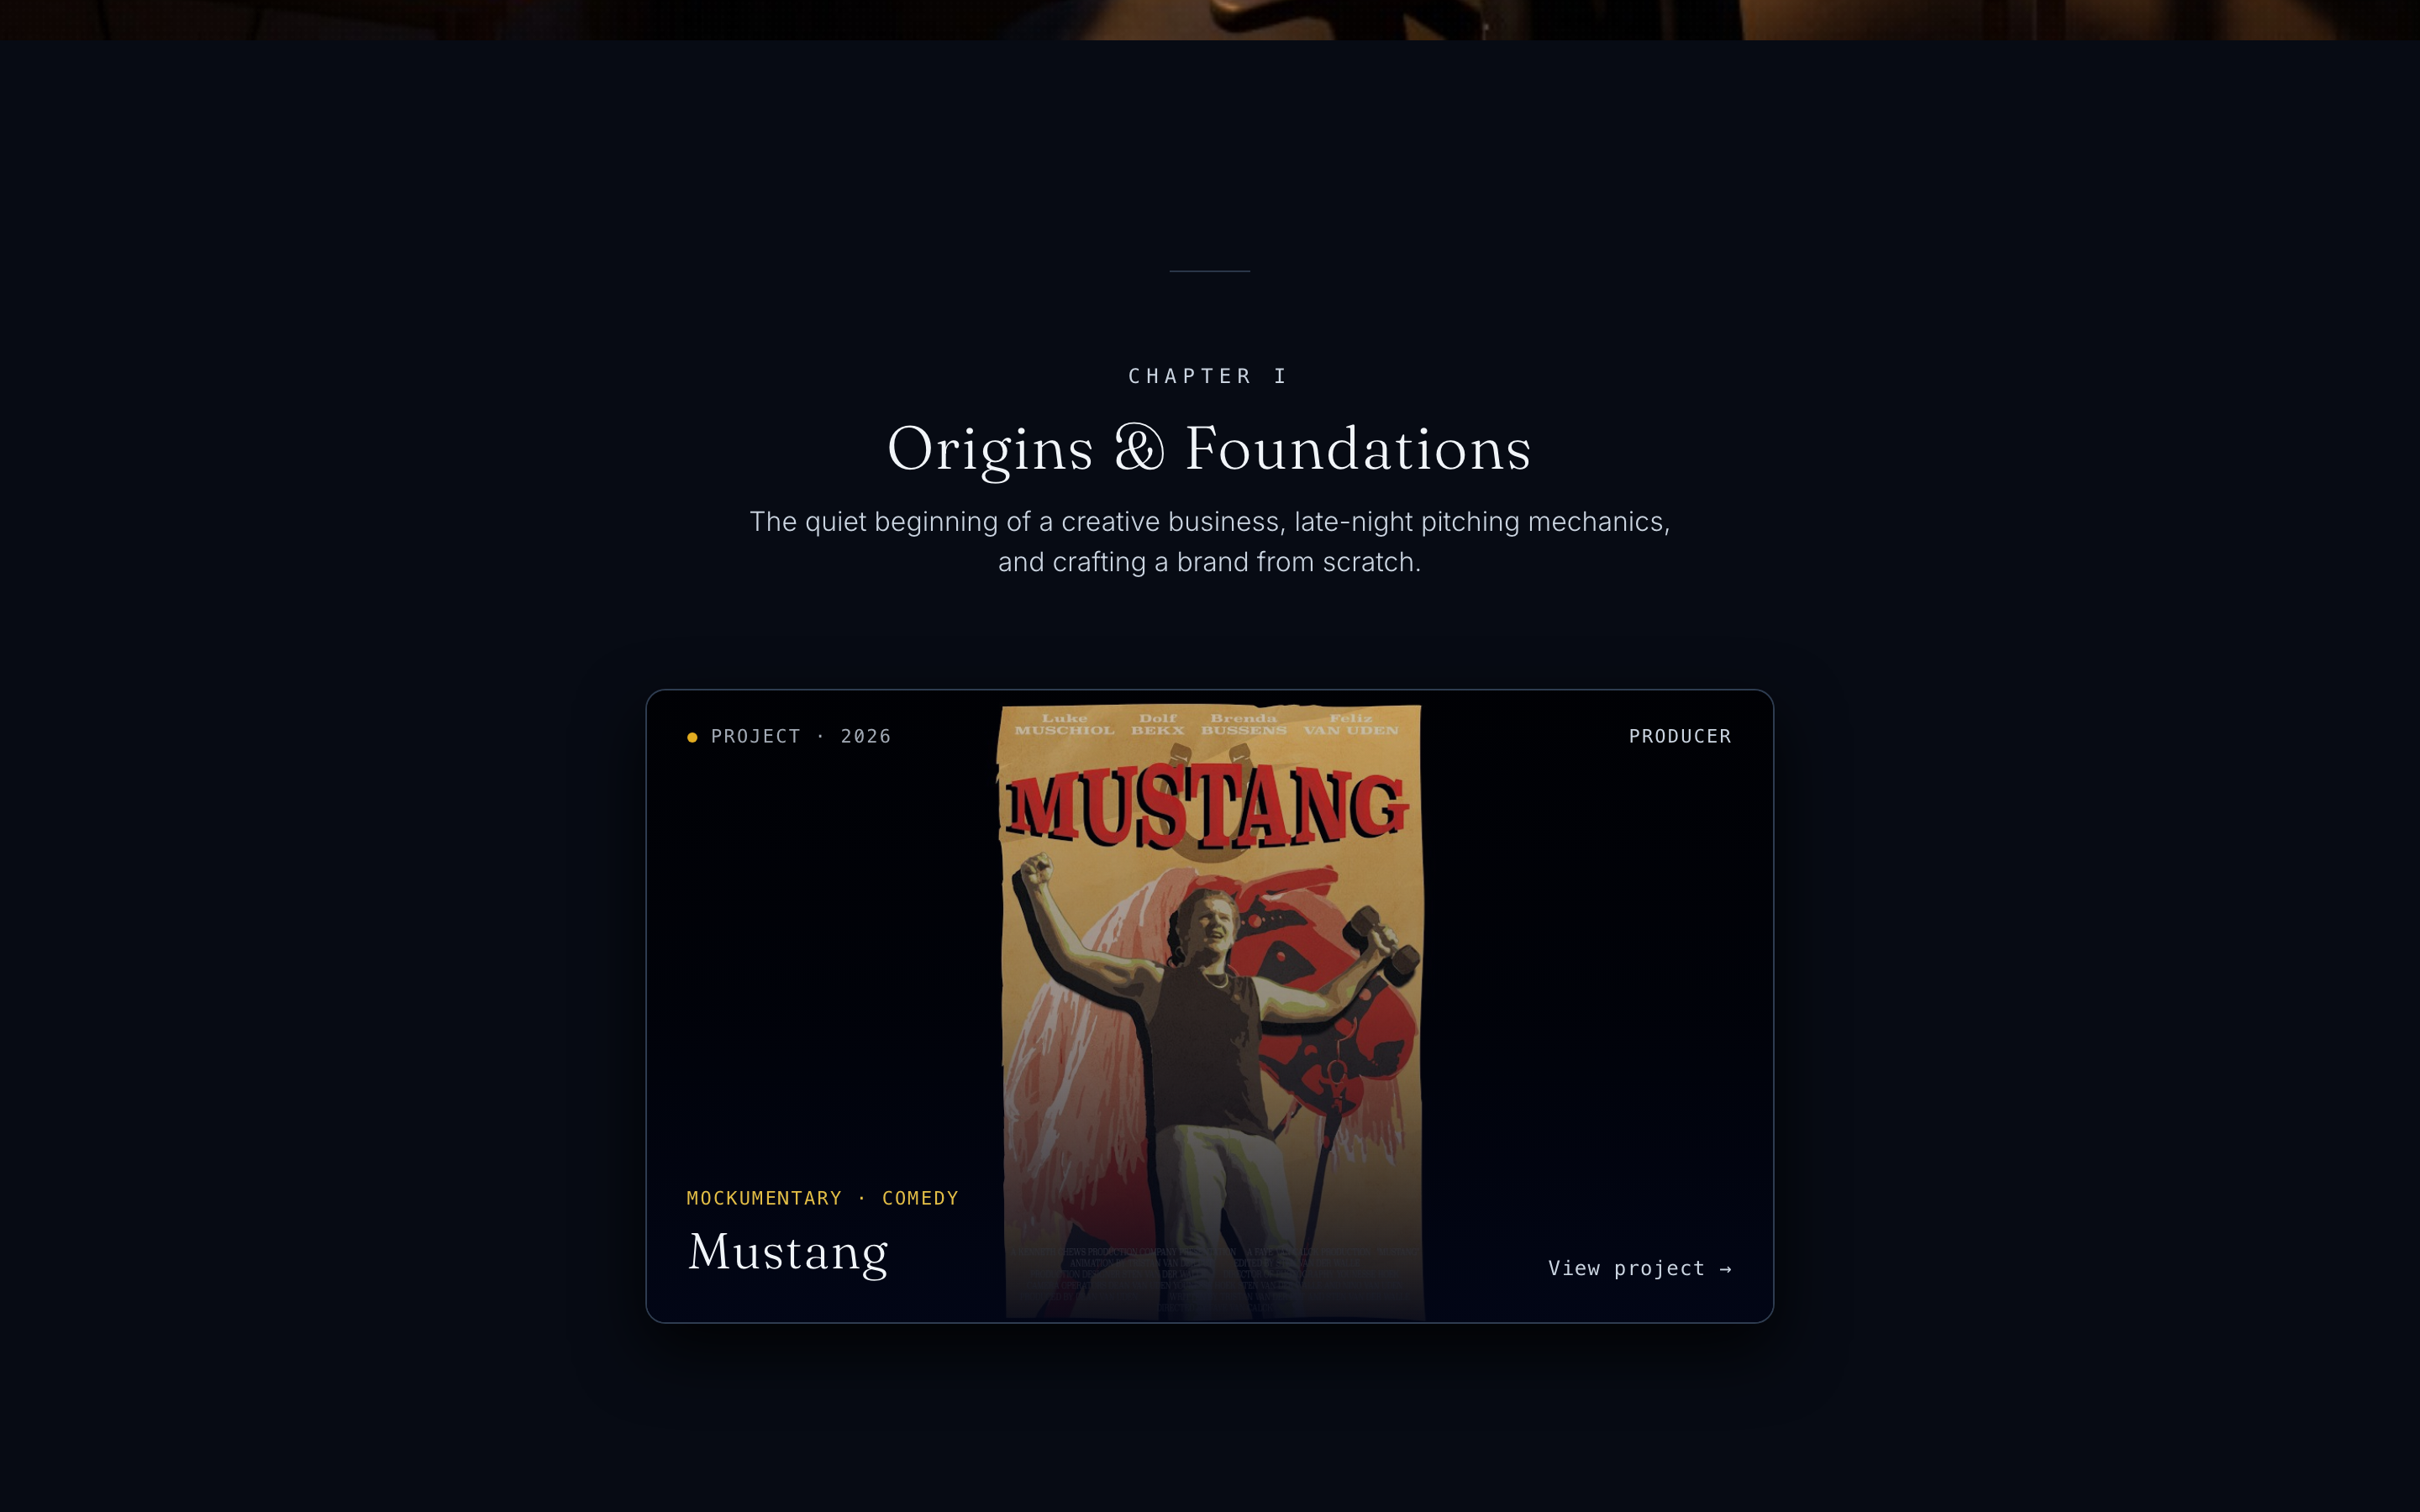 CHAPTER I
Origins & Foundations
The quiet beginning of a creative business, late-night pitching mechanics,
and crafting a brand from scratch.
PROJECT · 2026
PRODUCER
Luke Dolf Brenda Feliz
MUSCHIOL BEKX BUSSENS VAN UDEN
MUSTANG
MOCKUMENTARY · COMEDY
Mustang
View project →